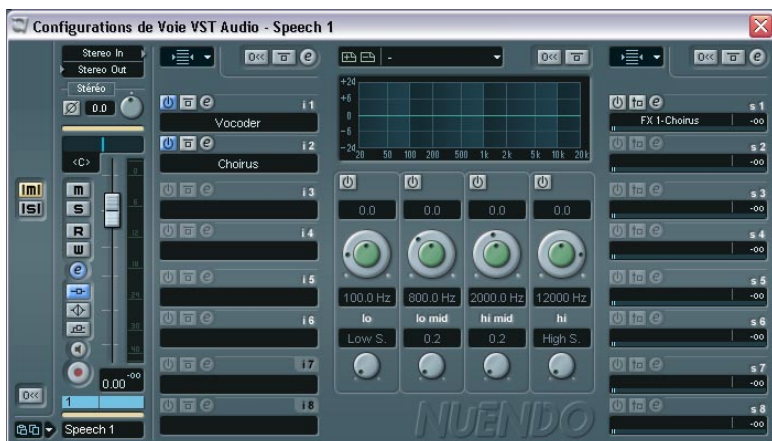 Configurations de Voie VST Audio - Speech 1
Stereo In
Stereo Out
Stéréo
0.0
<C>
m
S
R
W
e
0.00
-oo
1
Speech 1
[m]
[s]
0<<
0<<
e
i 1
Vocoder
i 2
Choirus
i 3
i 4
i 5
i 6
i 7
i 8
-
0<<
+24
+6
0
-6
-24
20 50 100 200 500 1k 2k 5k 10k 20k
0.0 0.0 0.0 0.0
100.0 Hz 800.0 Hz 2000.0 Hz 12000 Hz
lo lo mid hi mid hi
Low S. 0.2 0.2 High S.
NUENDO
0<< e
s 1
FX 1-Choirus -oo
s 2
-oo
s 3
-oo
s 4
-oo
s 5
-oo
s 6
-oo
s 7
-oo
s 8
-oo